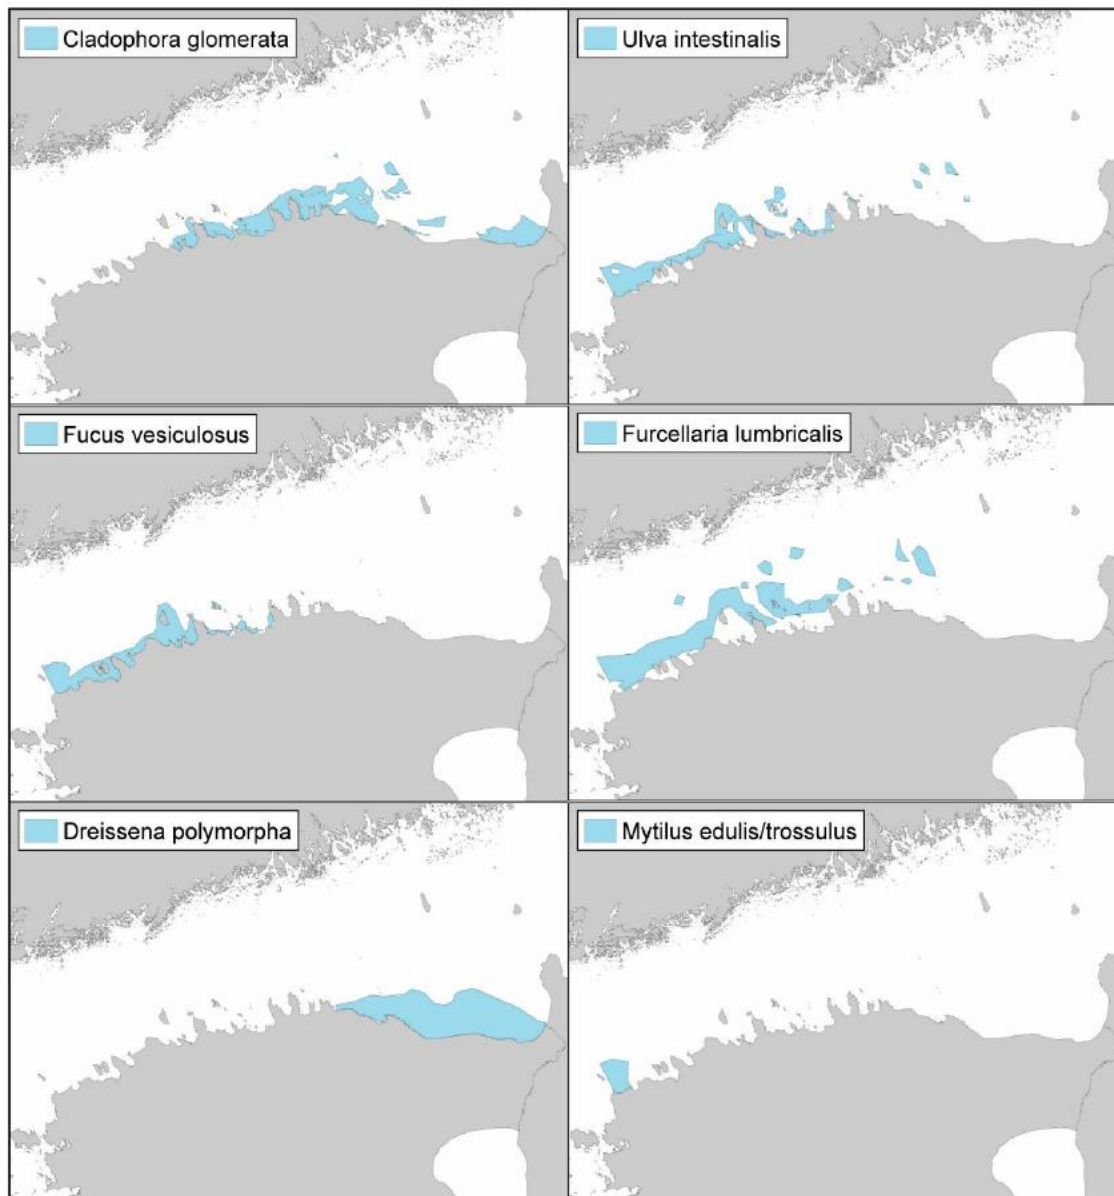 Cladophora glomerata
Ulva intestinalis
Fucus vesiculosus
Furcellaria lumbricalis
Dreissena polymorpha
Mytilus edulis/trossulus